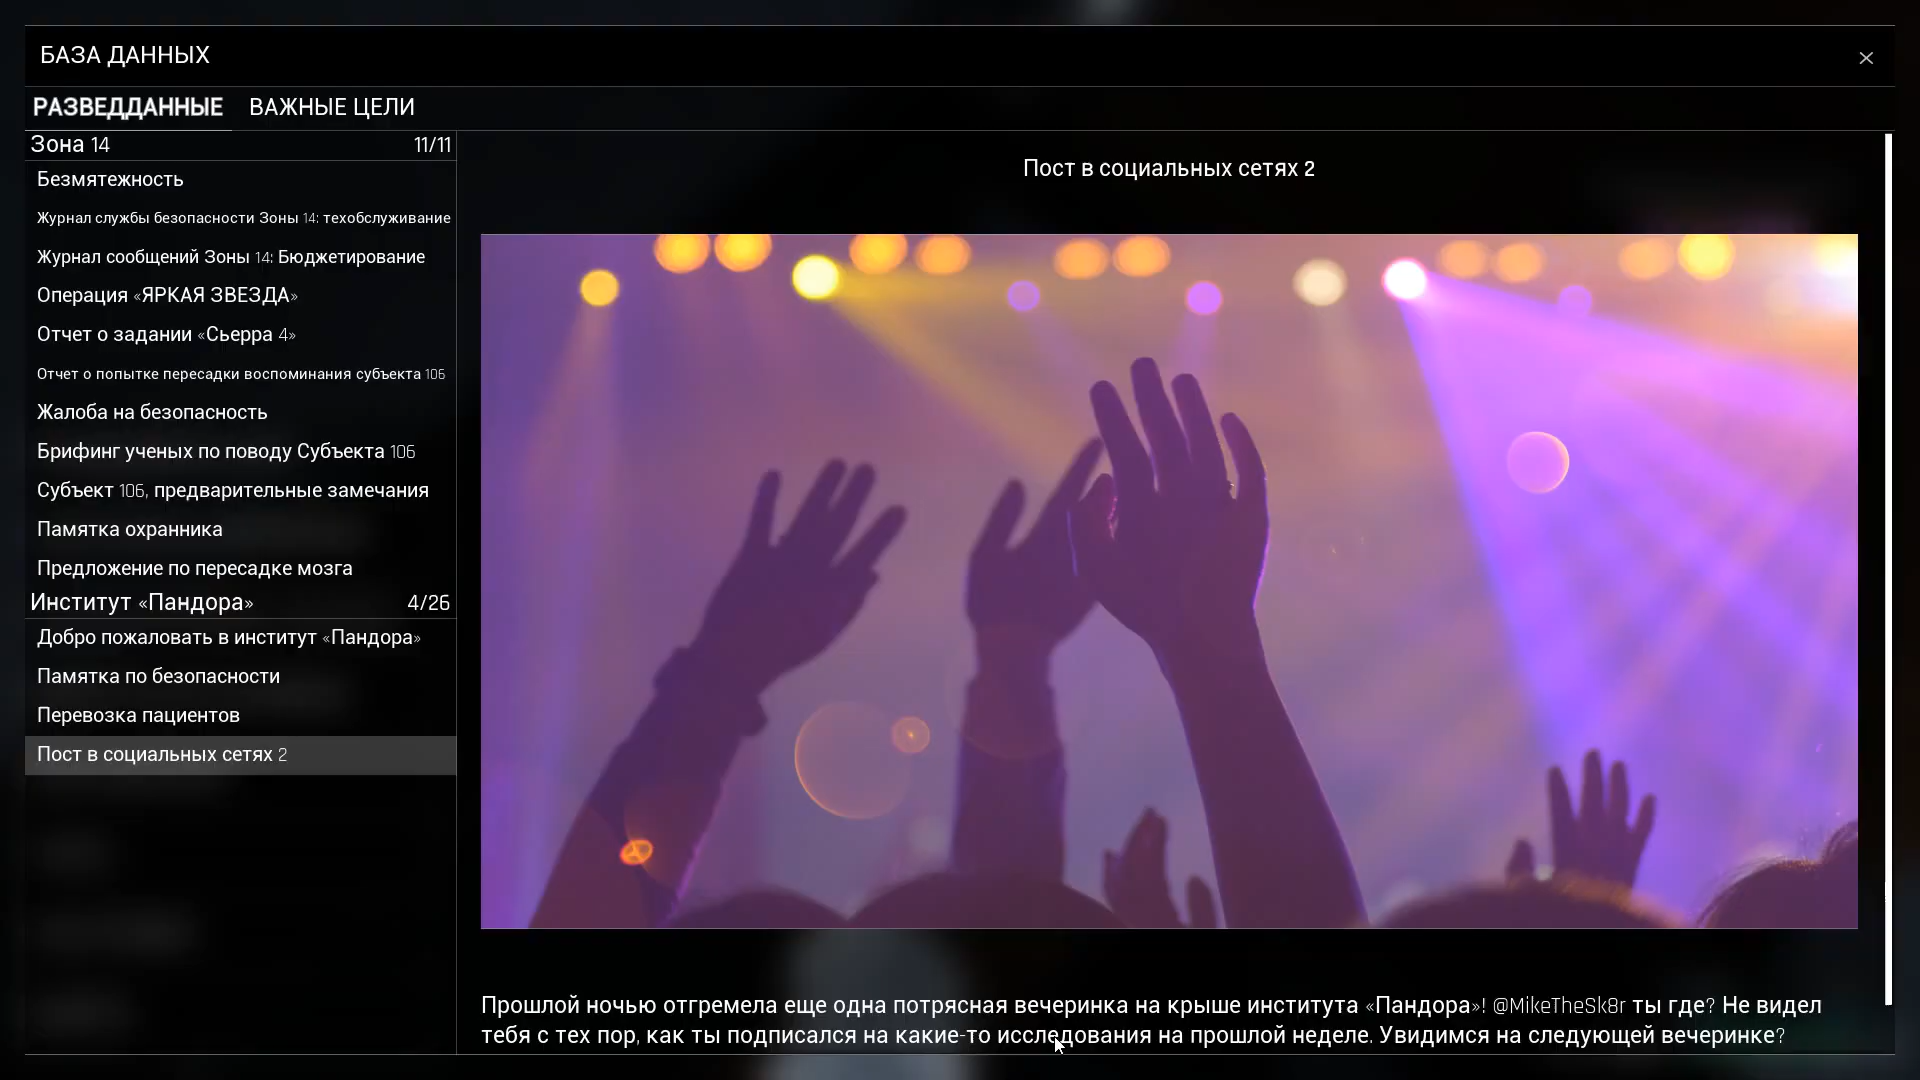 БАЗА ДАННЫХ
РАЗВЕДДАННЫЕ ВАЖНЫЕ ЦЕЛИ
Зона 14 11/11
Безмятежность
Журнал службы безопасности Зоны 14: техобслуживание
Журнал сообщений Зоны 14: Бюджетирование
Операция «ЯРКАЯ ЗВЕЗДА»
Отчет о задании «Сьерра 4»
Отчет о попытке пересадки воспоминания субъекта 106
Жалоба на безопасность
Брифинг ученых по поводу Субъекта 106
Субъект 106, предварительные замечания
Памятка охранника
Предложение по пересадке мозга
Институт «Пандора» 4/26
Добро пожаловать в институт «Пандора»
Памятка по безопасности
Перевозка пациентов
Пост в социальных сетях 2
Пост в социальных сетях 2
Прошлой ночью отгремела еще одна потрясная вечеринка на крыше института «Пандора»! @MikeTheSk8r ты где? Не видел
тебя с тех пор, как ты подписался на какие-то исследования на прошлой неделе. Увидимся на следующей вечеринке?